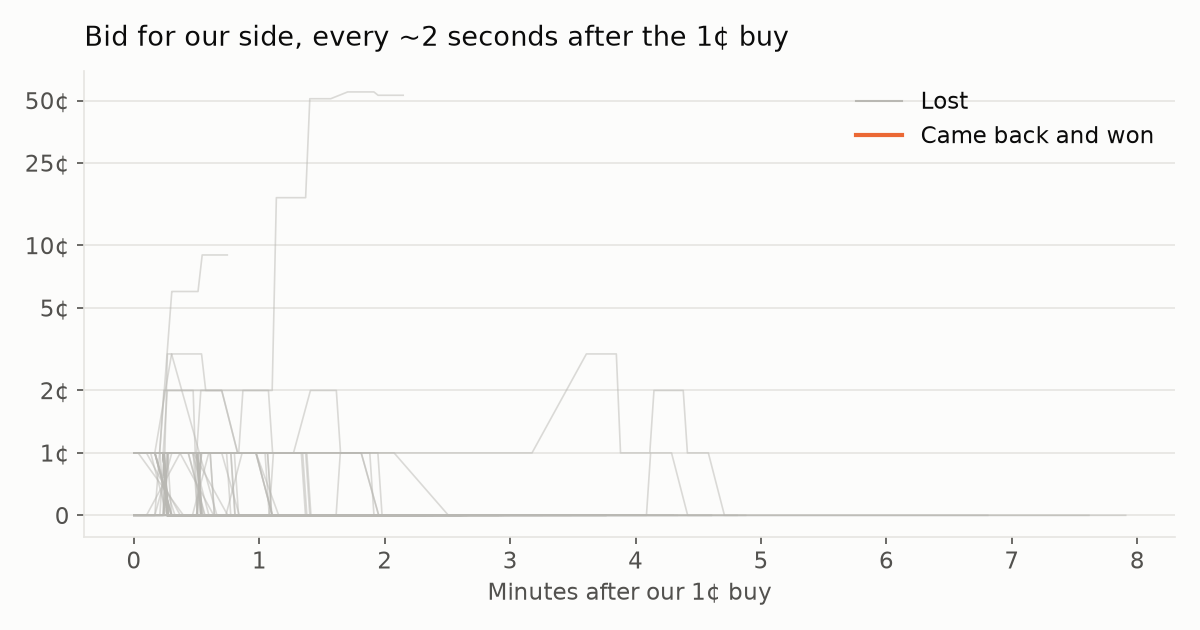 Bid for our side, every ~2 seconds after the 1¢ buy
Lost
Came back and won
50¢
25¢
10¢
5¢
2¢
1¢
0
0 1 2 3 4 5 6 7 8
Minutes after our 1¢ buy